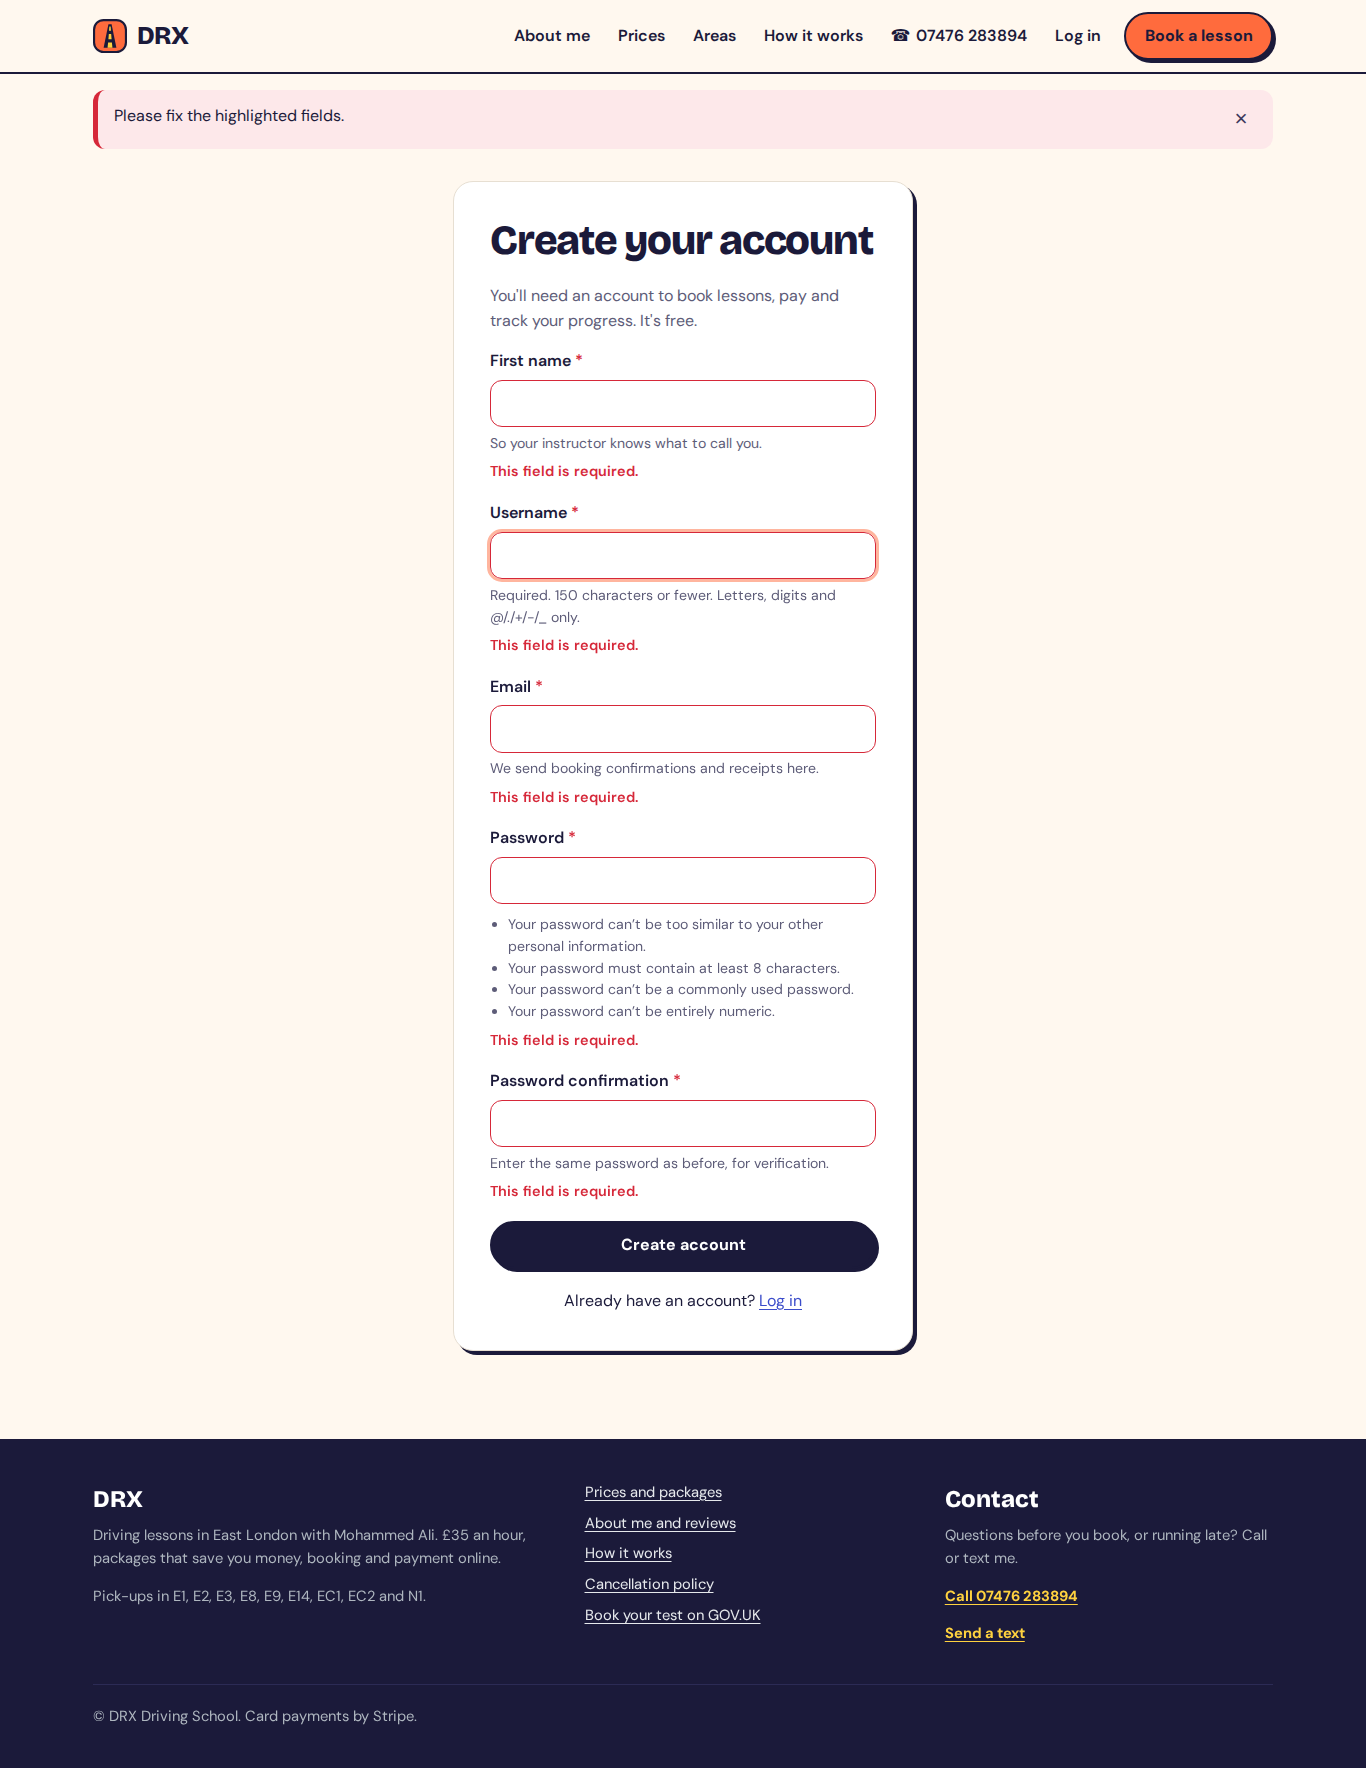 DRX
About me
Prices
Areas
How it works
☎ 07476 283894
Log in
Book a lesson
Please fix the highlighted fields.
×
Create your account
You'll need an account to book lessons, pay and
track your progress. It's free.
First name *
So your instructor knows what to call you.
This field is required.
Username *
Required. 150 characters or fewer. Letters, digits and
@/./+/-/_ only.
This field is required.
Email *
We send booking confirmations and receipts here.
This field is required.
Password *
• Your password can’t be too similar to your other
personal information.
• Your password must contain at least 8 characters.
• Your password can’t be a commonly used password.
• Your password can’t be entirely numeric.
This field is required.
Password confirmation *
Enter the same password as before, for verification.
This field is required.
Create account
Already have an account? Log in
DRX
Driving lessons in East London with Mohammed Ali. £35 an hour,
packages that save you money, booking and payment online.
Pick-ups in E1, E2, E3, E8, E9, E14, EC1, EC2 and N1.
Prices and packages
About me and reviews
How it works
Cancellation policy
Book your test on GOV.UK
Contact
Questions before you book, or running late? Call
or text me.
Call 07476 283894
Send a text
© DRX Driving School. Card payments by Stripe.